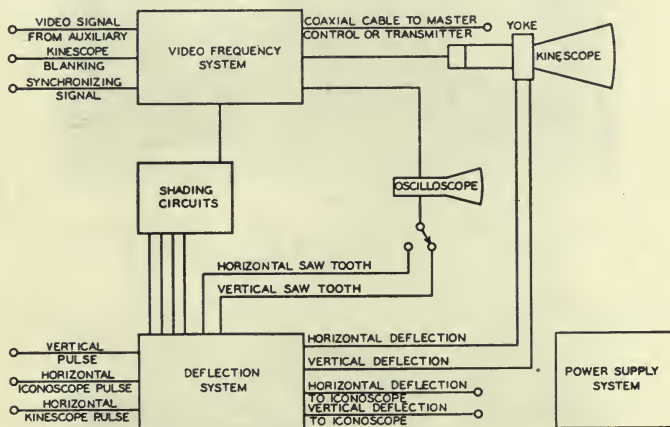 VIDEO SIGNAL
FROM AUXILIARY
KINESCOPE
BLANKING
SYNCHRONIZING
SIGNAL
VIDEO FREQUENCY
SYSTEM
COAXIAL CABLE TO MASTER
CONTROL OR TRANSMITTER
YOKE
KINESCOPE
SHADING
CIRCUITS
OSCILLOSCOPE
HORIZONTAL SAW TOOTH
VERTICAL SAW TOOTH
VERTICAL
PULSE
HORIZONTAL
ICONOSCOPE PULSE
HORIZONTAL
KINESCOPE PULSE
DEFLECTION
SYSTEM
HORIZONTAL DEFLECTION
VERTICAL DEFLECTION
HORIZONTAL DEFLECTION
TO ICONOSCOPE
VERTICAL DEFLECTION
TO ICONOSCOPE
POWER SUPPLY
SYSTEM